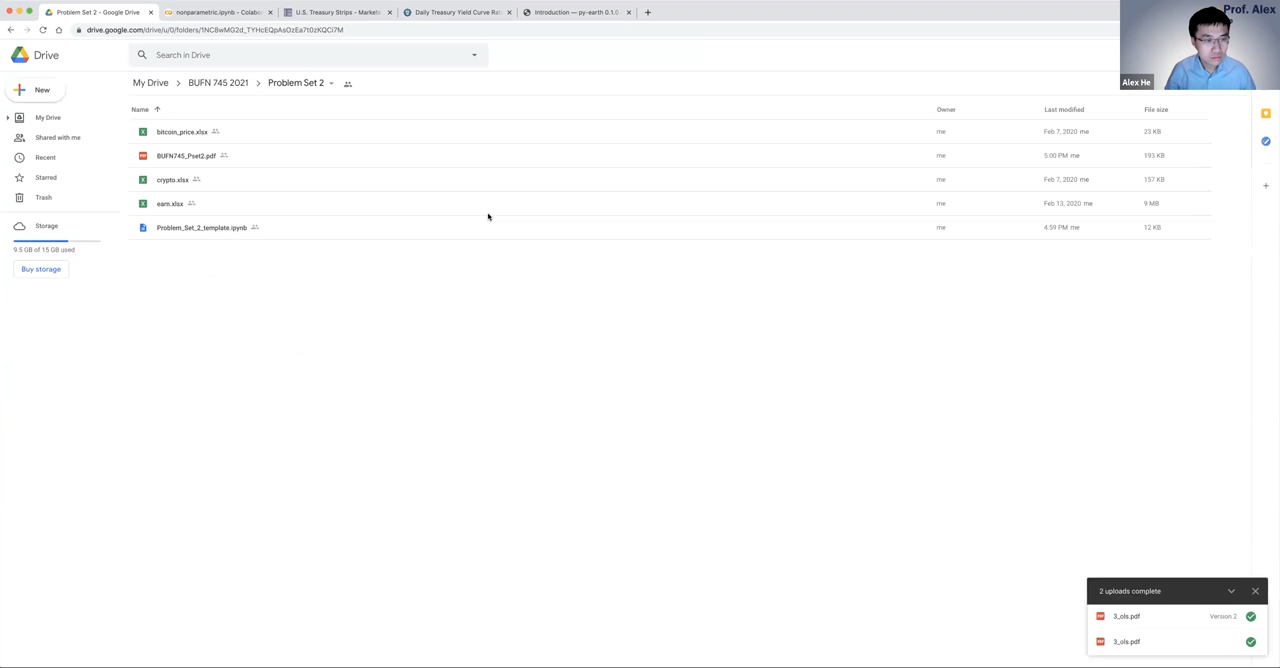 Problem Set 2 - Google Drive
nonparametric.ipynb - Colabo
U.S. Treasury Strips - Markets
Daily Treasury Yield Curve Rat
Introduction — py-earth 0.1.0
Prof. Alex
drive.google.com/drive/u/0/folders/1NC8wMG2d_TYHcEQpAsOzEa7t0zKQCi7M
Drive
Search in Drive
Alex He
New
My Drive
BUFN 745 2021
Problem Set 2
Name
Owner
Last modified
File size
My Drive
Shared with me
Recent
Starred
Trash
Storage
9.5 GB of 15 GB used
Buy storage
bitcoin_price.xlsx
me
Feb 7, 2020 me
23 KB
BUFN745_Pset2.pdf
me
5:00 PM me
193 KB
crypto.xlsx
me
Feb 7, 2020 me
157 KB
earn.xlsx
me
Feb 13, 2020 me
9 MB
Problem_Set_2_template.ipynb
me
4:59 PM me
12 KB
2 uploads complete
3_ols.pdf
Version 2
3_ols.pdf